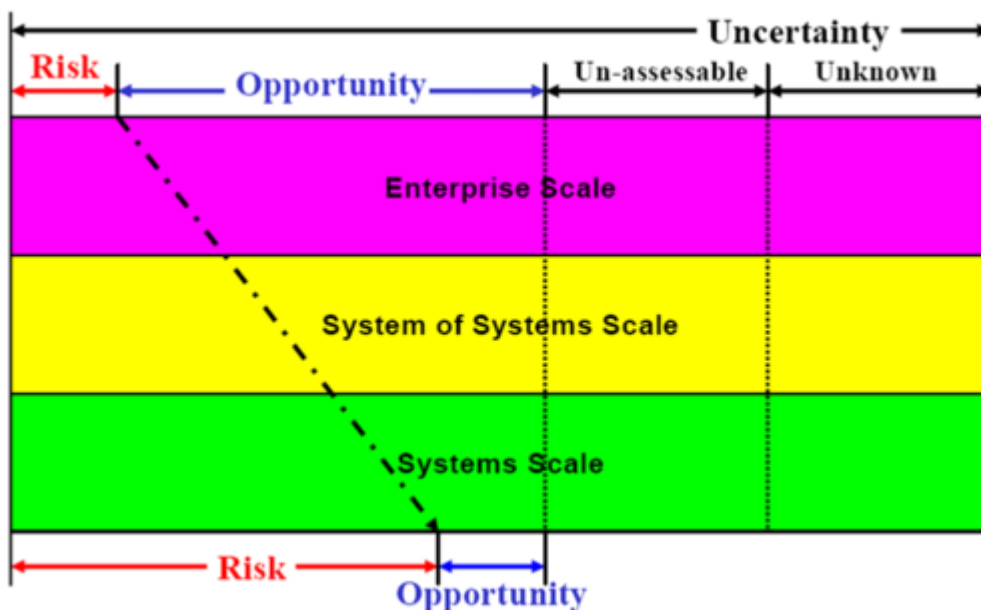 Uncertainty
Risk
Opportunity
Un-assessable
Unknown
Enterprise Scale
System of Systems Scale
Systems Scale
Risk
Opportunity